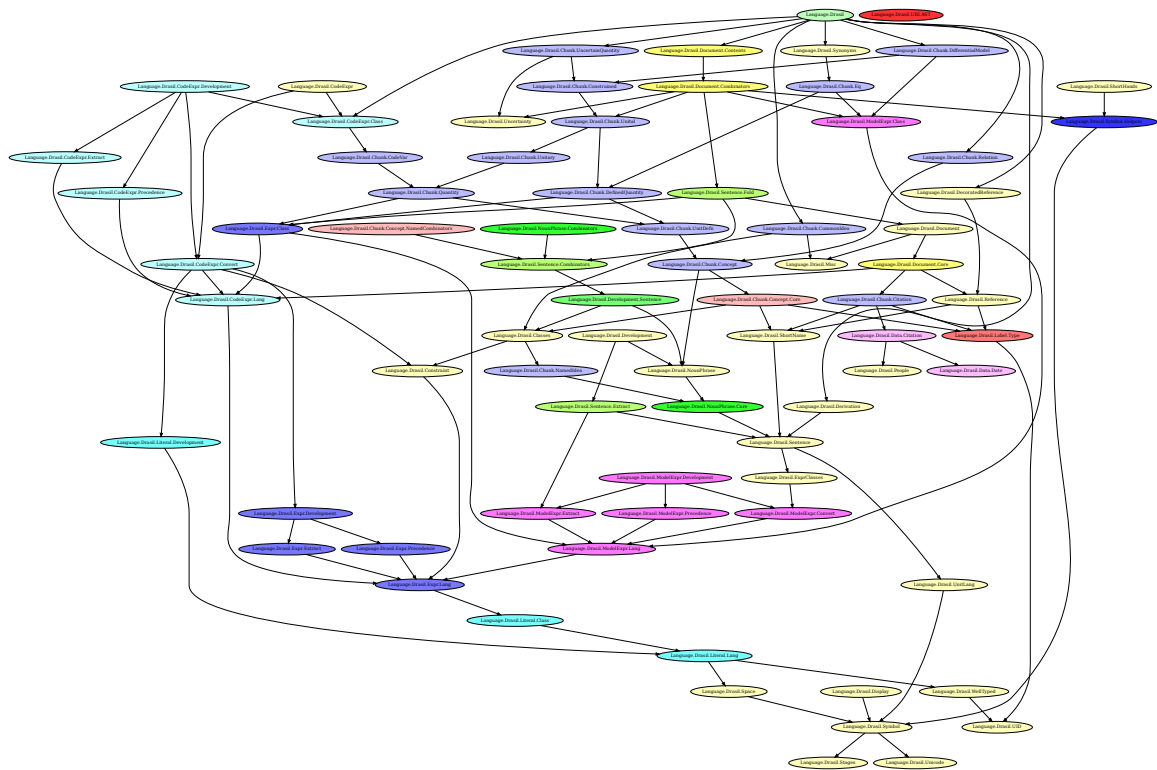 Language.Drasil
Language.Drasil.UID.Aeq
Language.Drasil.Chunk.UncertainQuantity
Language.Drasil.Document.Contents
Language.Drasil.Synonyms
Language.Drasil.Chunk.DifferentialModel
Language.Drasil.CodeExpr.Development
Language.Drasil.CodeExpr
Language.Drasil.Chunk.Constrained
Language.Drasil.Document.Combinators
Language.Drasil.Chunk.Eq
Language.Drasil.ShortHands
Language.Drasil.CodeExpr.Class
Language.Drasil.Uncertainty
Language.Drasil.Chunk.Unital
Language.Drasil.ModelExpr.Class
Language.Drasil.Symbol.Helpers
Language.Drasil.CodeExpr.Extract
Language.Drasil.Chunk.CodeVar
Language.Drasil.Chunk.Unitary
Language.Drasil.Chunk.Relation
Language.Drasil.CodeExpr.Precedence
Language.Drasil.Chunk.Quantity
Language.Drasil.Chunk.DefinedQuantity
Language.Drasil.Sentence.Fold
Language.Drasil.DecoratedReference
Language.Drasil.Expr.Class
Language.Drasil.Chunk.Concept.NamedCombinators
Language.Drasil.NounPhrase.Combinators
Language.Drasil.Chunk.UnitDefn
Language.Drasil.Chunk.CommonIdea
Language.Drasil.Document
Language.Drasil.CodeExpr.Convert
Language.Drasil.Sentence.Combinators
Language.Drasil.Chunk.Concept
Language.Drasil.Misc
Language.Drasil.Document.Core
Language.Drasil.CodeExpr.Lang
Language.Drasil.Development.Sentence
Language.Drasil.Chunk.Concept.Core
Language.Drasil.Chunk.Citation
Language.Drasil.Reference
Language.Drasil.Classes
Language.Drasil.Development
Language.Drasil.ShortName
Language.Drasil.Data.Citation
Language.Drasil.Label.Type
Language.Drasil.Constraint
Language.Drasil.Chunk.NamedIdea
Language.Drasil.NounPhrase
Language.Drasil.People
Language.Drasil.Data.Date
Language.Drasil.Sentence.Extract
Language.Drasil.NounPhrase.Core
Language.Drasil.Derivation
Language.Drasil.Literal.Development
Language.Drasil.Sentence
Language.Drasil.ModelExpr.Development
Language.Drasil.ExprClasses
Language.Drasil.Expr.Development
Language.Drasil.ModelExpr.Extract
Language.Drasil.ModelExpr.Precedence
Language.Drasil.ModelExpr.Convert
Language.Drasil.Expr.Extract
Language.Drasil.Expr.Precedence
Language.Drasil.ModelExpr.Lang
Language.Drasil.Expr.Lang
Language.Drasil.UnitLang
Language.Drasil.Literal.Class
Language.Drasil.Literal.Lang
Language.Drasil.Space
Language.Drasil.Display
Language.Drasil.WellTyped
Language.Drasil.Symbol
Language.Drasil.UID
Language.Drasil.Stages
Language.Drasil.Unicode